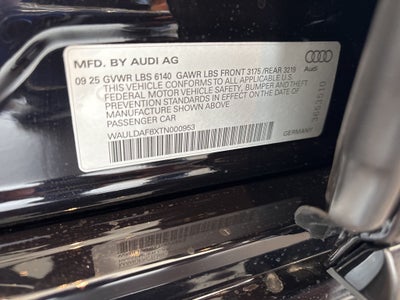 MFD. BY AUDI AG
09 25 GVWR LBS 6140 GAWR LBS FRONT 3175 /REAR 3219
THIS VEHICLE CONFORMS TO ALL APPLICABLE
FEDERAL MOTOR VEHICLE SAFETY, BUMPER AND THEFT
PREVENTION STANDARDS IN EFFECT ON THE DATE OF
MANUFACTURE SHOWN ABOVE.
PASSENGER CAR
WAULDAF8XTN000953
GERMANY
Audi